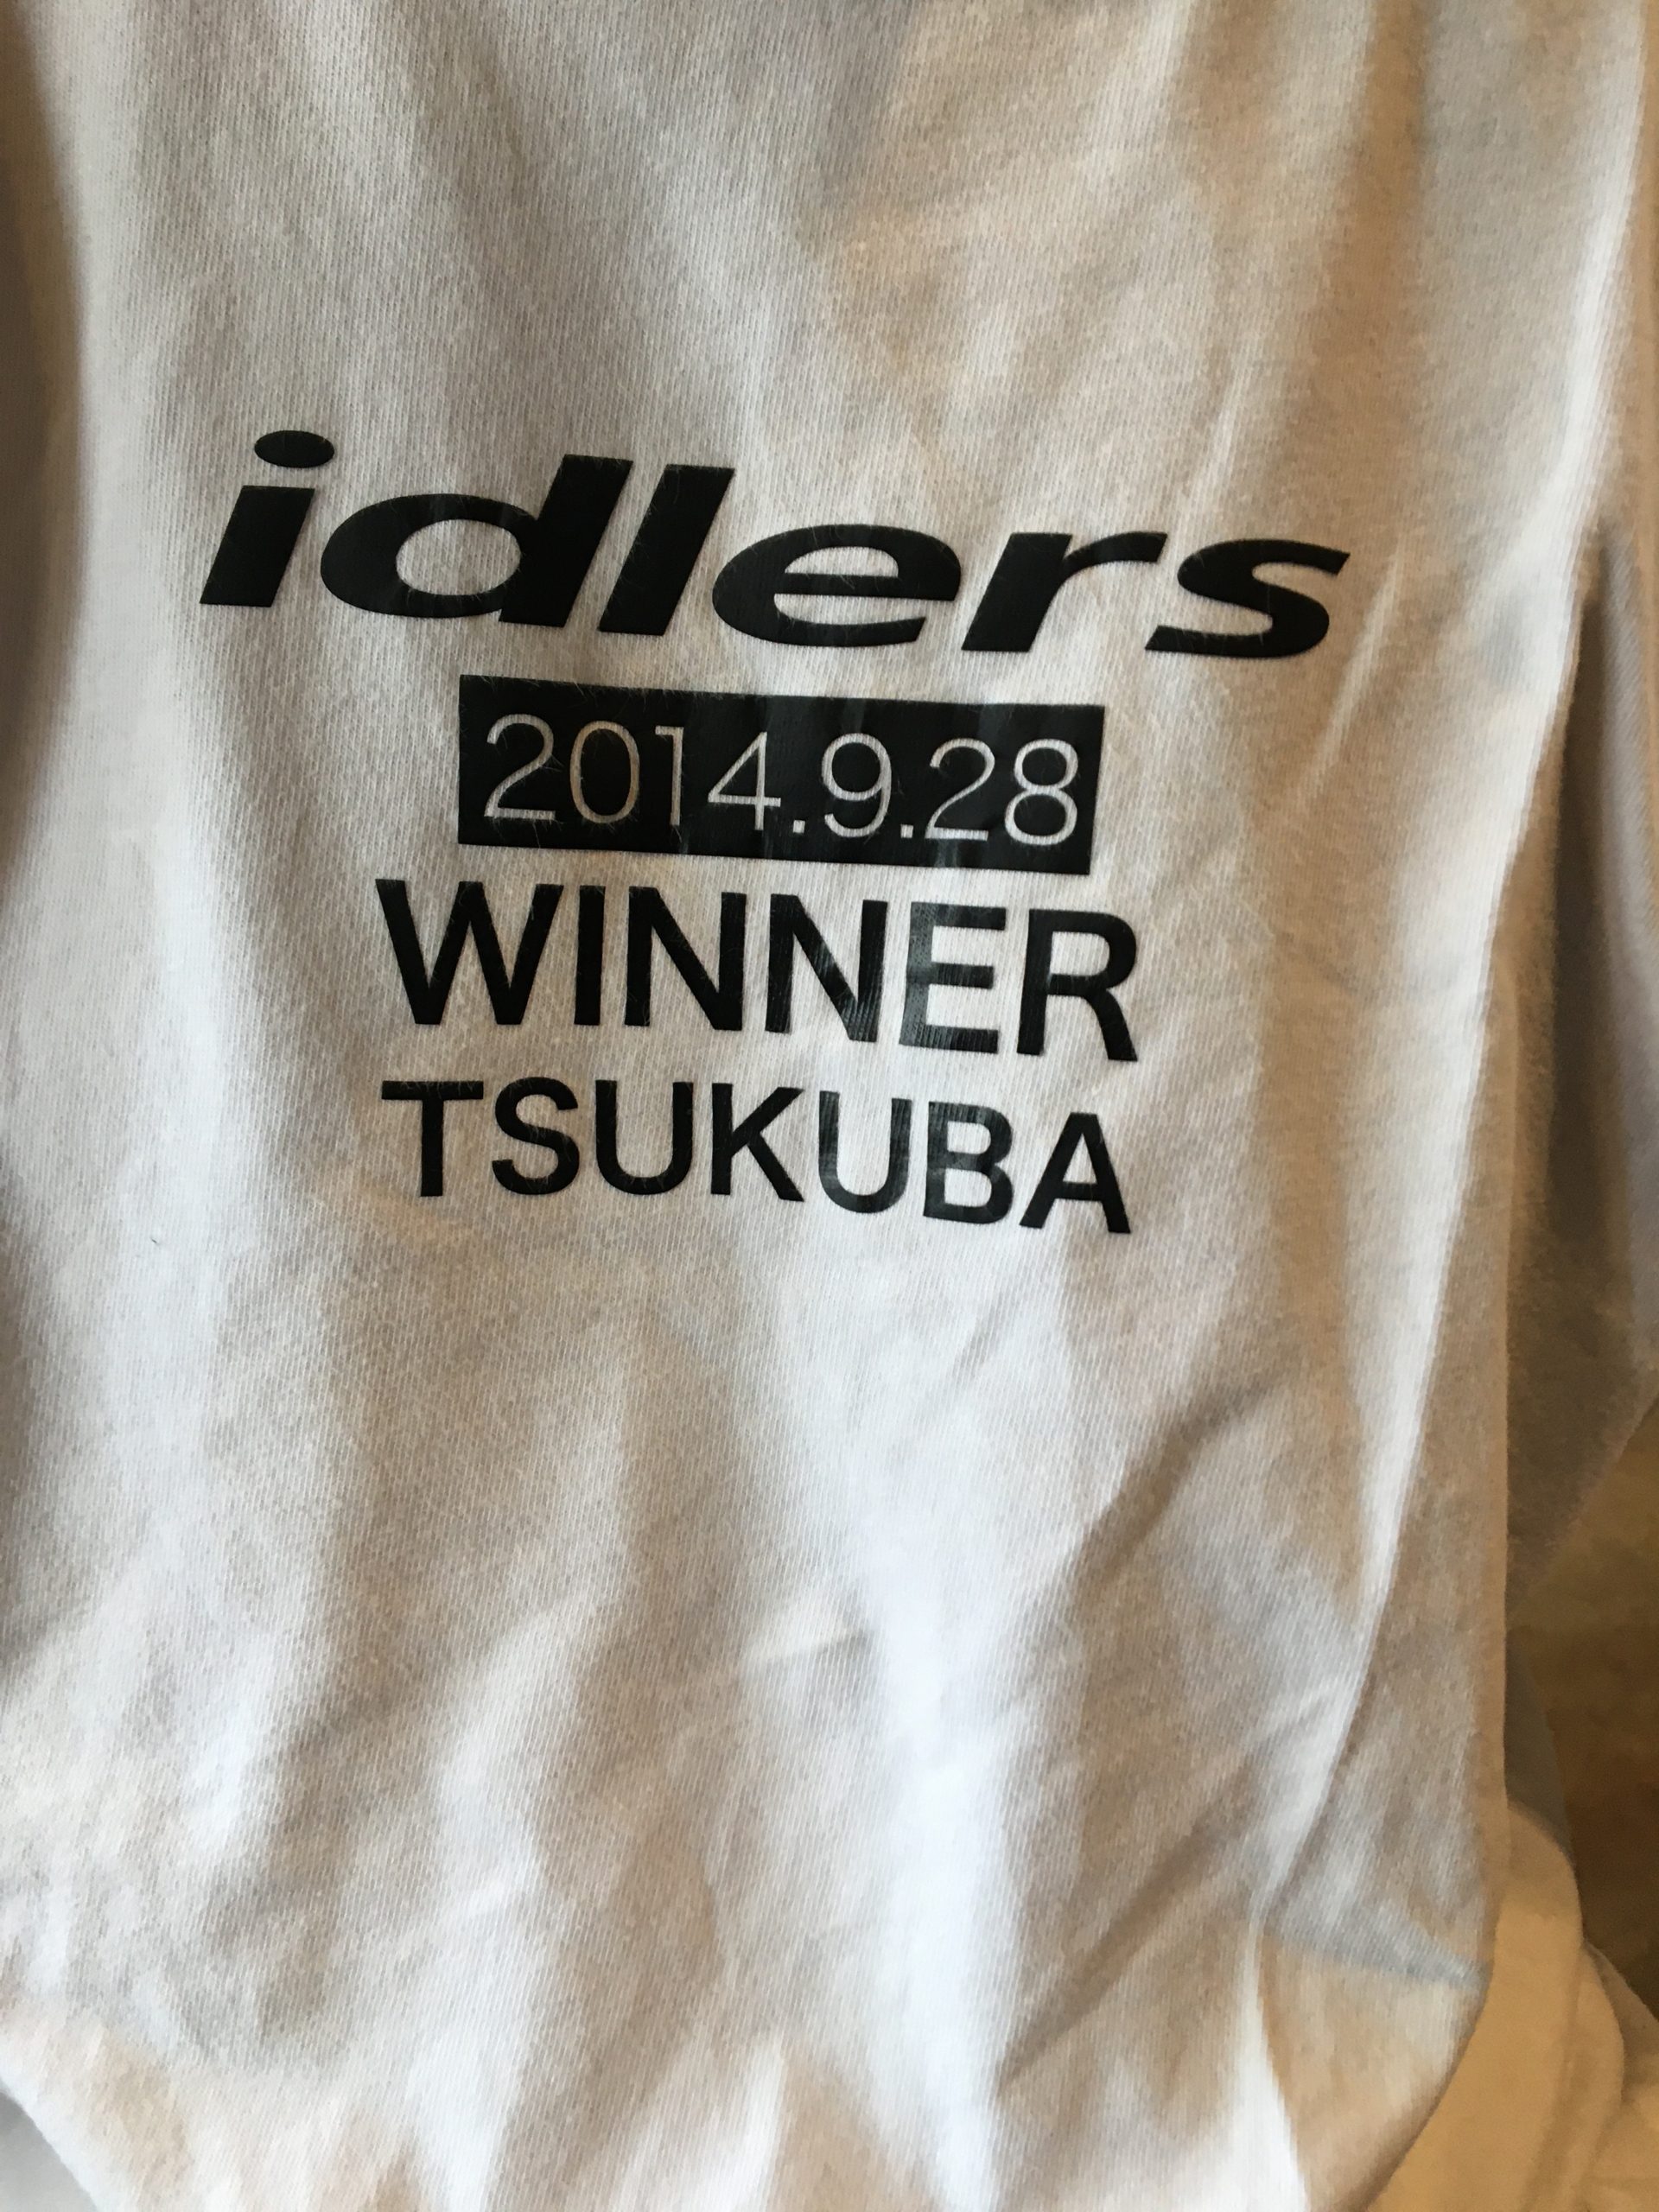 idlers
2014.9.28
WINNER
TSUKUBA